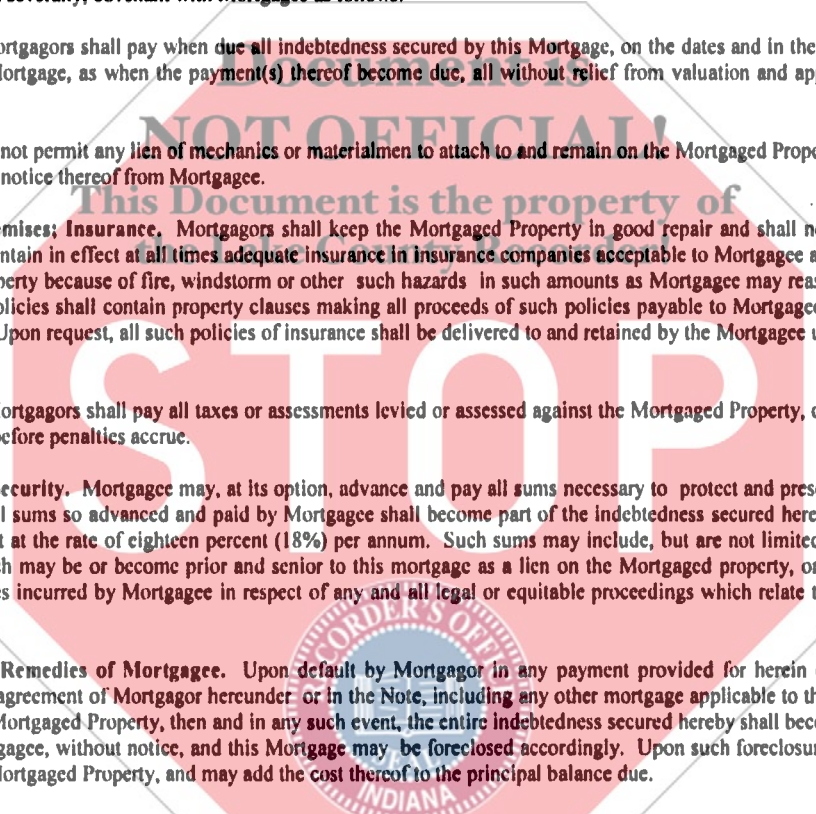 covenant with Mortgagee as follows:
ortgagors shall pay when due all indebtedness secured by this Mortgage, on the dates and in the
Document is
Mortgage, as when the payment(s) thereof become due, all without relief from valuation and app
NOT OFFICIAL!
not permit any lien of mechanics or materialmen to attach to and remain on the Mortgaged Prope
notice thereof from Mortgagee.
This Document is the property of
mises; Insurance. Mortgagors shall keep the Mortgaged Property in good repair and shall n
the Lake County Recorder!
ntain in effect at all times adequate insurance in insurance companies acceptable to Mortgagee a
perty because of fire, windstorm or other such hazards in such amounts as Mortgagee may reas
olicies shall contain property clauses making all proceeds of such policies payable to Mortgagee
Upon request, all such policies of insurance shall be delivered to and retained by the Mortgagee u
STOP
ortgagors shall pay all taxes or assessments levied or assessed against the Mortgaged Property, o
before penalties accrue.
ecurity. Mortgagee may, at its option, advance and pay all sums necessary to protect and pres
l sums so advanced and paid by Mortgagee shall become part of the indebtedness secured here
t at the rate of eighteen percent (18%) per annum. Such sums may include, but are not limited
h may be or become prior and senior to this mortgage as a lien on the Mortgaged property, or
s incurred by Mortgagee in respect of any and all legal or equitable proceedings which relate t
RECORDER'S OFFIC
Remedies of Mortgagee. Upon default by Mortgagor in any payment provided for herein
agreement of Mortgagor hereunder or in the Note, including any other mortgage applicable to th
Mortgaged Property, then and in any such event, the entire indebtedness secured hereby shall bec
gagee, without notice, and this Mortgage may be foreclosed accordingly. Upon such foreclosur
SEAL
Mortgaged Property, and may add the cost thereof to the principal balance due.
INDIANA